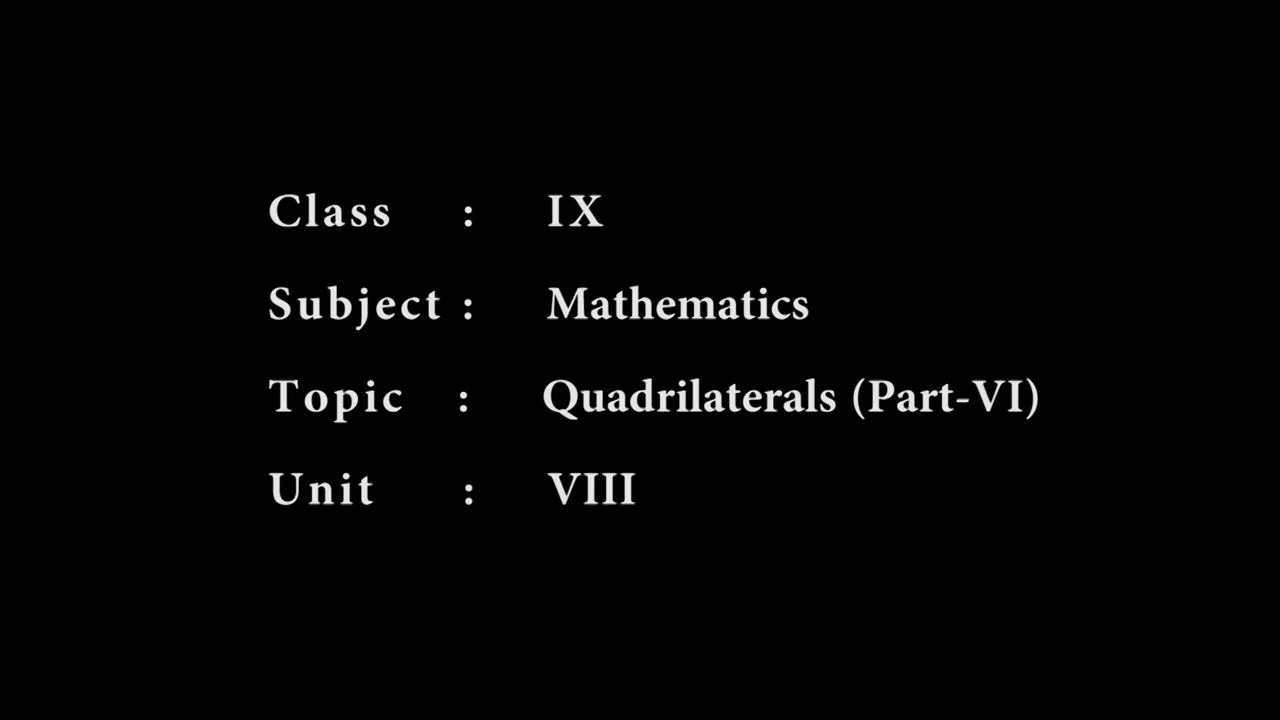 Class : IX
Subject : Mathematics
Topic : Quadrilaterals (Part-VI)
Unit : VIII